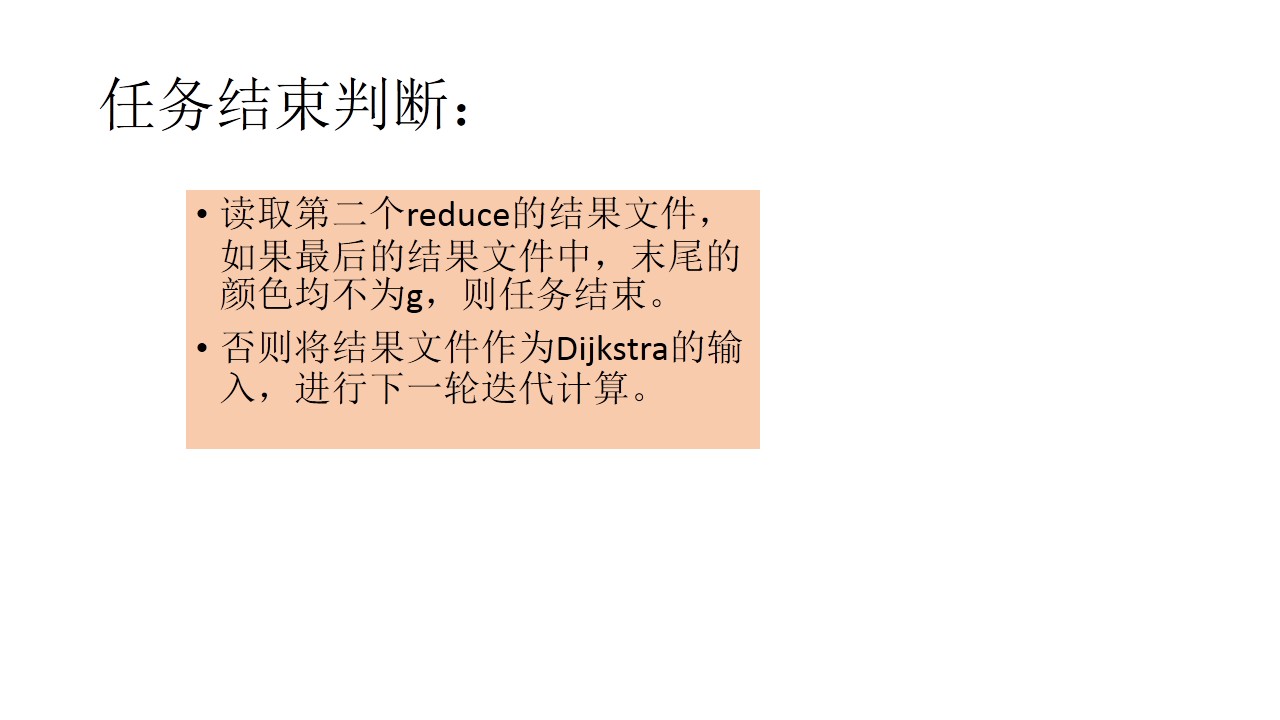 任务结束判断：
• 读取第二个reduce的结果文件，
如果最后的结果文件中，末尾的
颜色均不为g，则任务结束。
• 否则将结果文件作为Dijkstra的输
入，进行下一轮迭代计算。